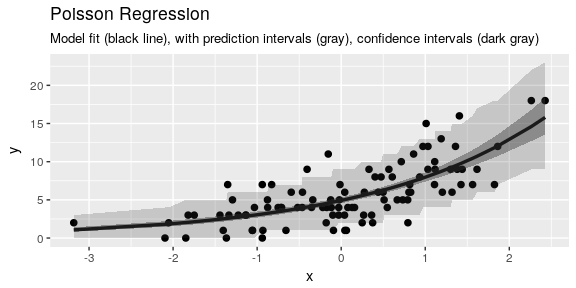 Poisson Regression
Model fit (black line), with prediction intervals (gray), confidence intervals (dark gray)
20
15
10
5
0
y
-3 -2 -1 0 1 2
x